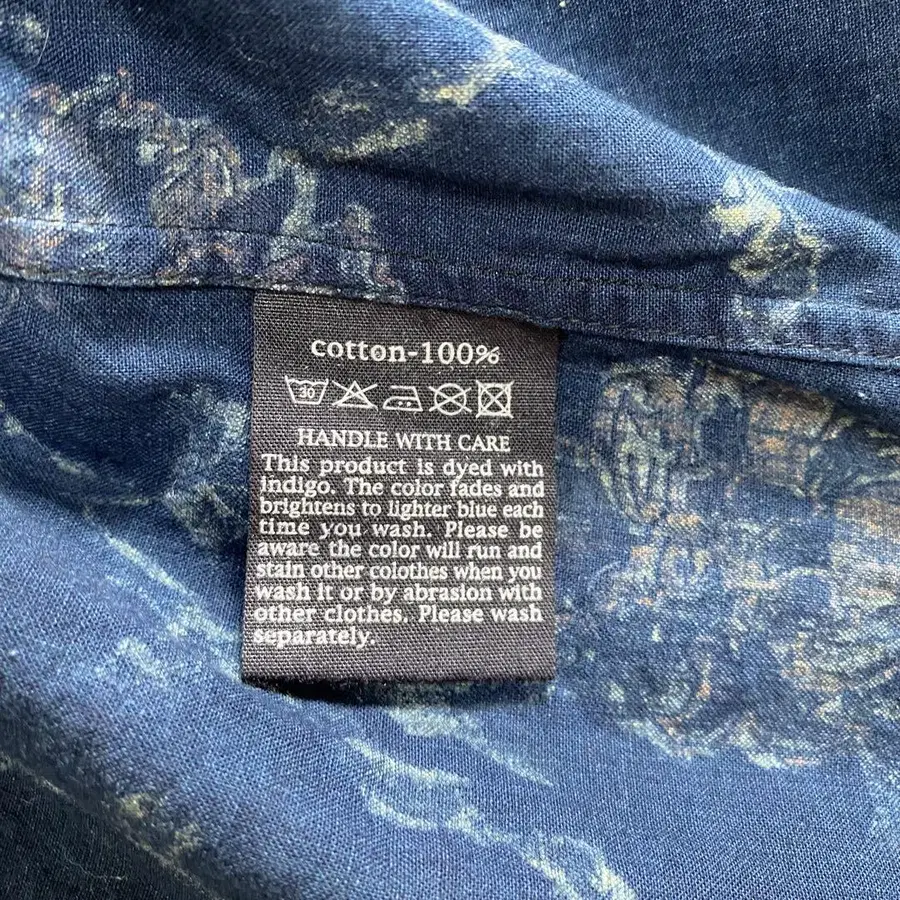 cotton-100%
30
HANDLE WITH CARE
This product is dyed with
indigo. The color fades and
brightens to lighter blue each
time you wash. Please be
aware the color will run and
stain other colothes when you
wash it or by abrasion with
other clothes. Please wash
separately.